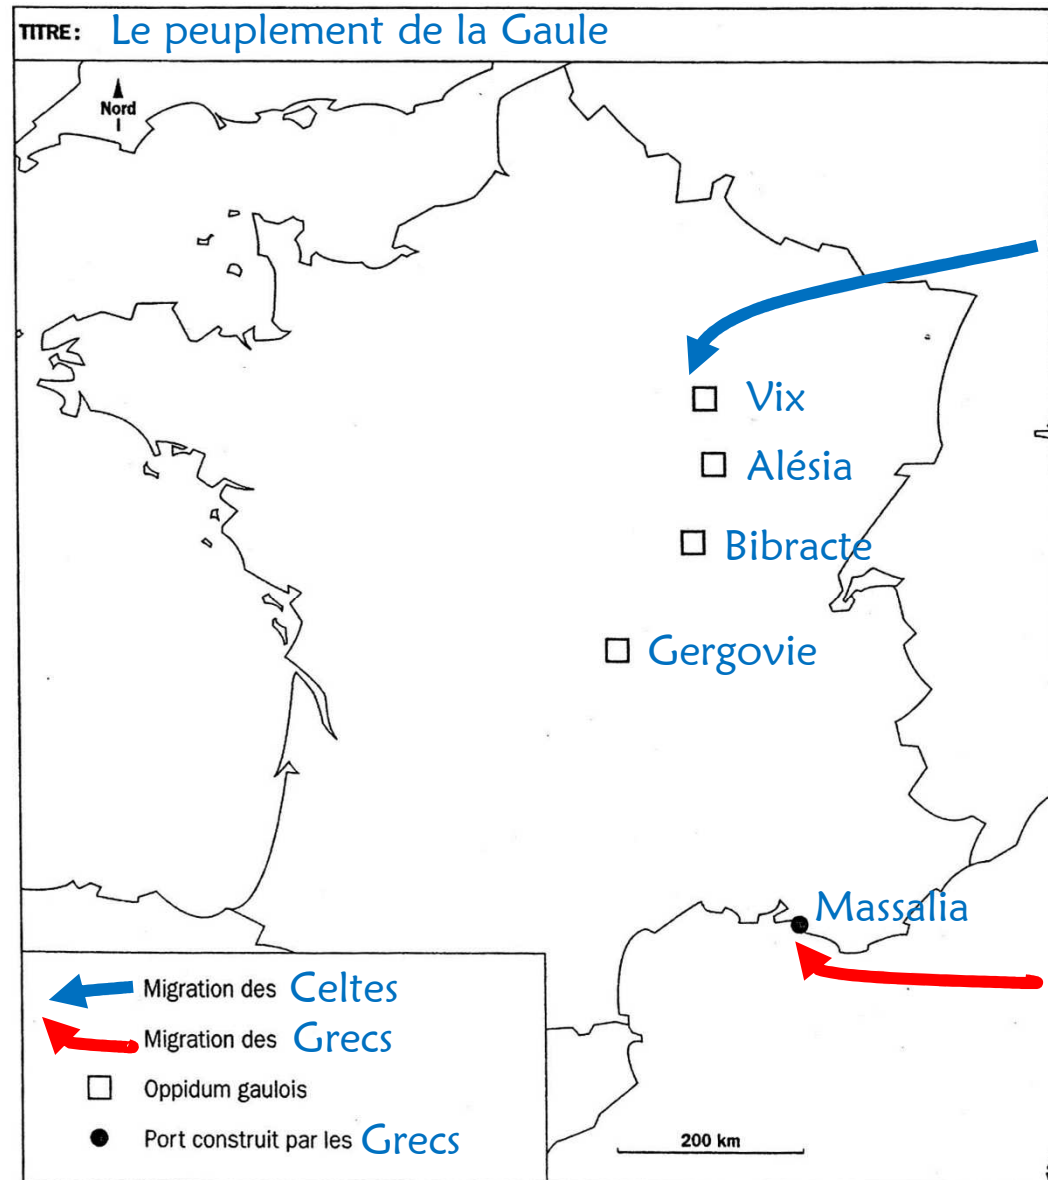 TITRE: Le peuplement de la Gaule
Nord
Vix
Alésia
Bibracte
Gergovie
Massalia
Migration des Celtes
Migration des Grecs
Oppidum gaulois
Port construit par les Grecs
200 km